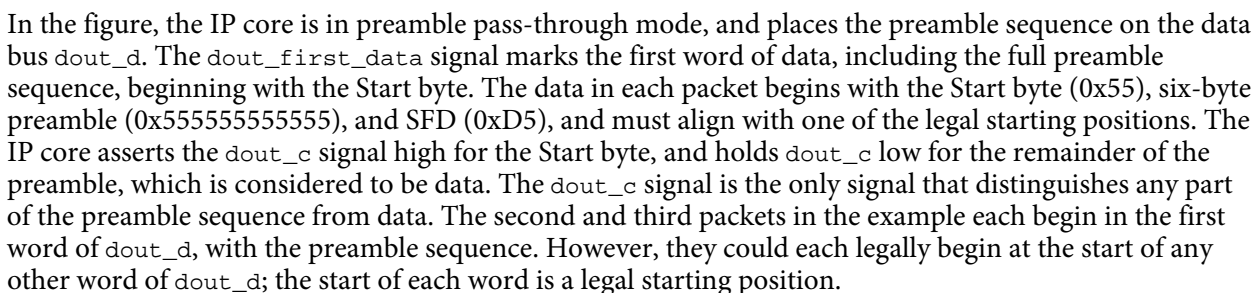 In the figure, the IP core is in preamble pass-through mode, and places the preamble sequence on the data
bus dout_d. The dout_first_data signal marks the first word of data, including the full preamble
sequence, beginning with the Start byte. The data in each packet begins with the Start byte (0x55), six-byte
preamble (0x555555555555), and SFD (0xD5), and must align with one of the legal starting positions. The
IP core asserts the dout_c signal high for the Start byte, and holds dout_c low for the remainder of the
preamble, which is considered to be data. The dout_c signal is the only signal that distinguishes any part
of the preamble sequence from data. The second and third packets in the example each begin in the first
word of dout_d, with the preamble sequence. However, they could each legally begin at the start of any
other word of dout_d; the start of each word is a legal starting position.